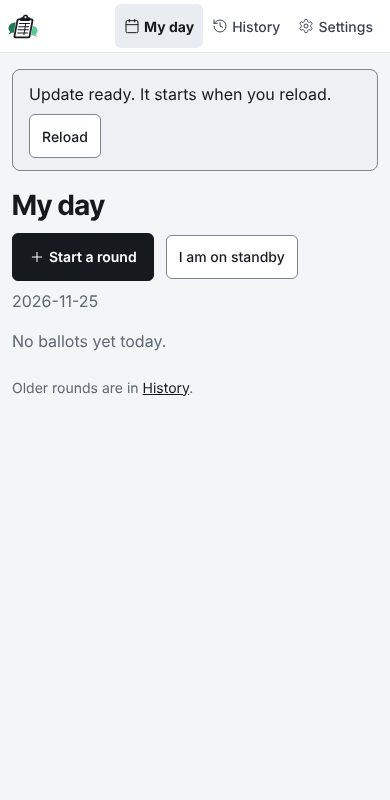 My day
History
Settings
Update ready. It starts when you reload.
Reload
My day
+ Start a round
I am on standby
2026-11-25
No ballots yet today.
Older rounds are in History.